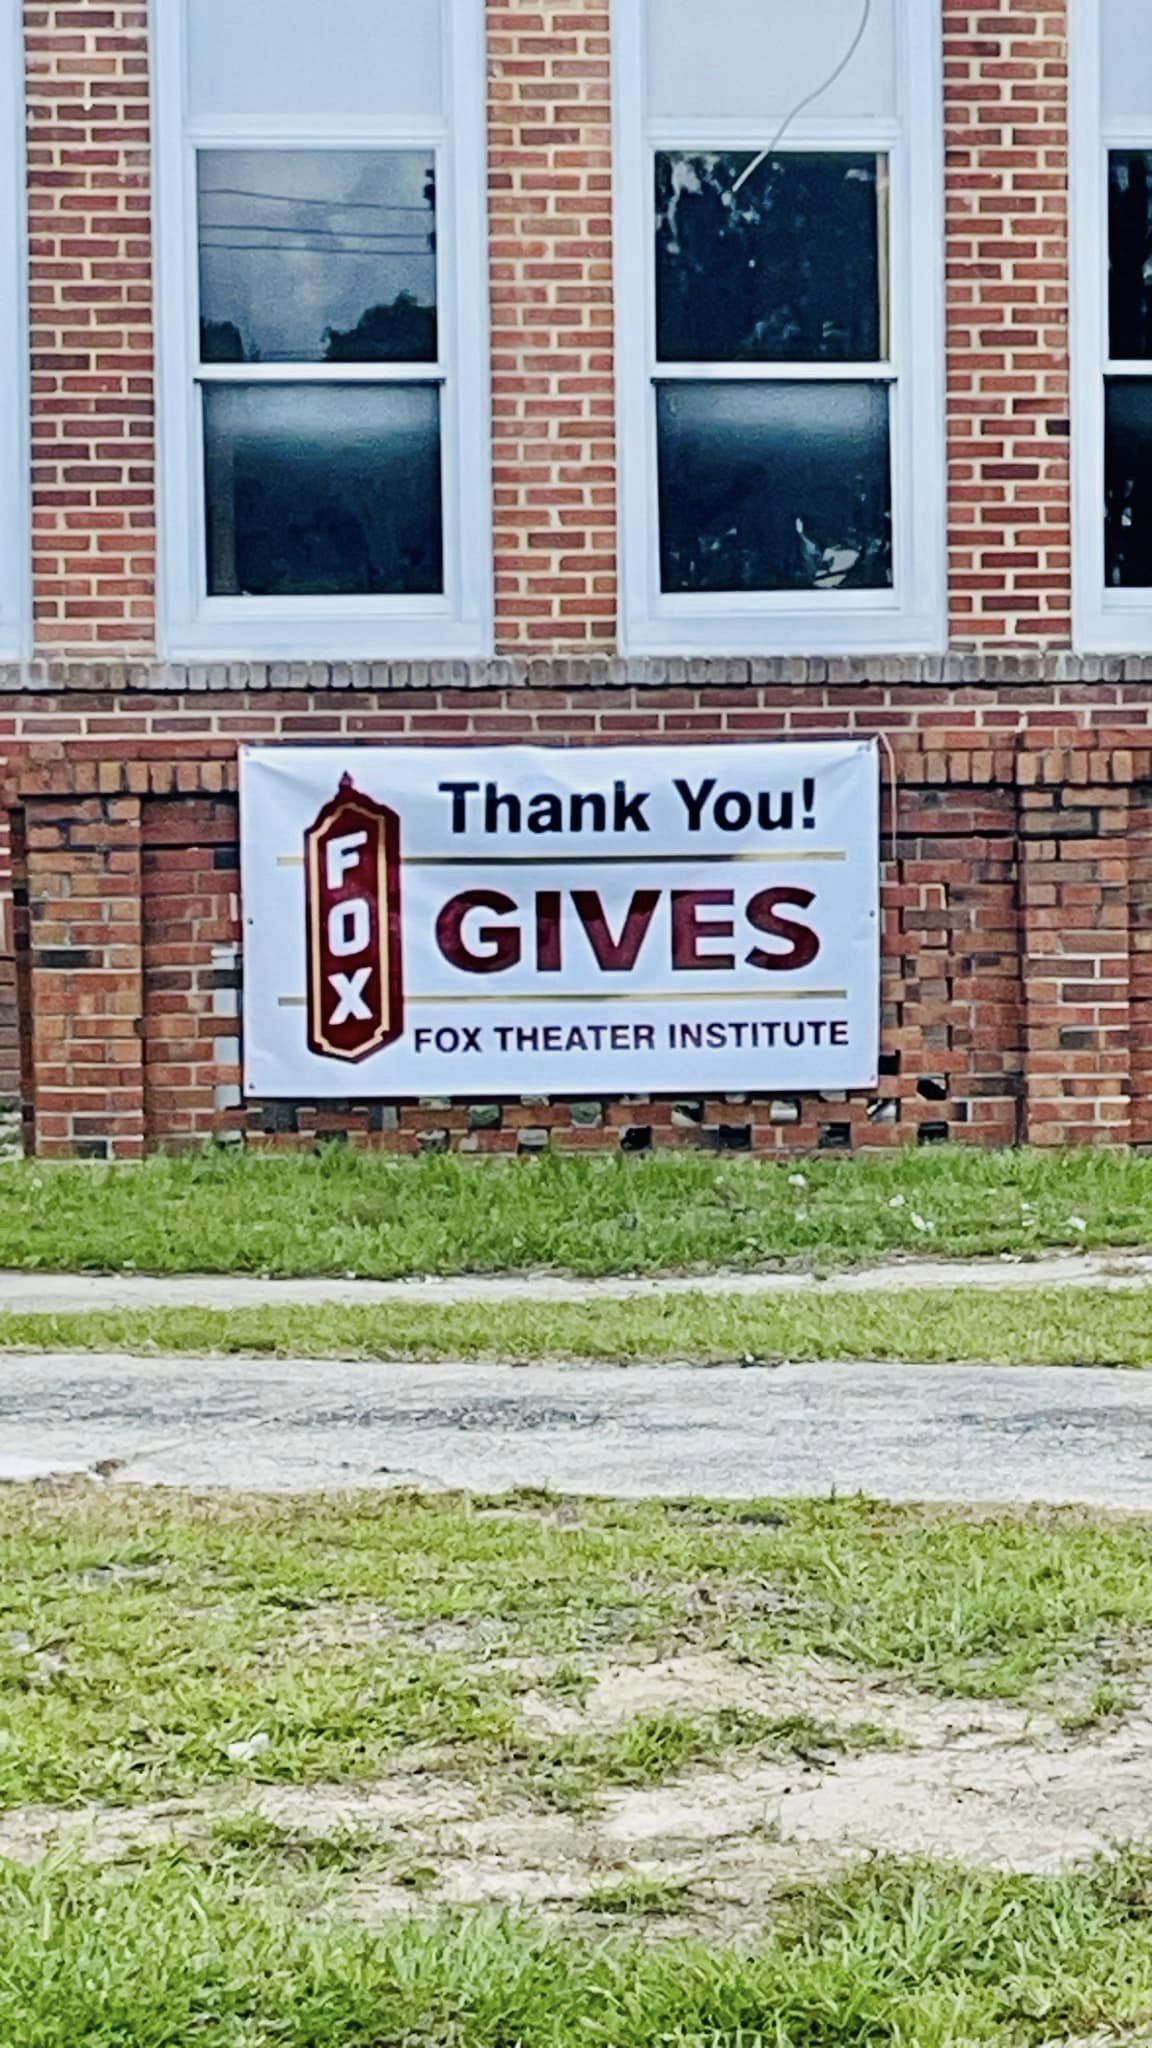 Thank You!
FOX
GIVES
FOX THEATER INSTITUTE